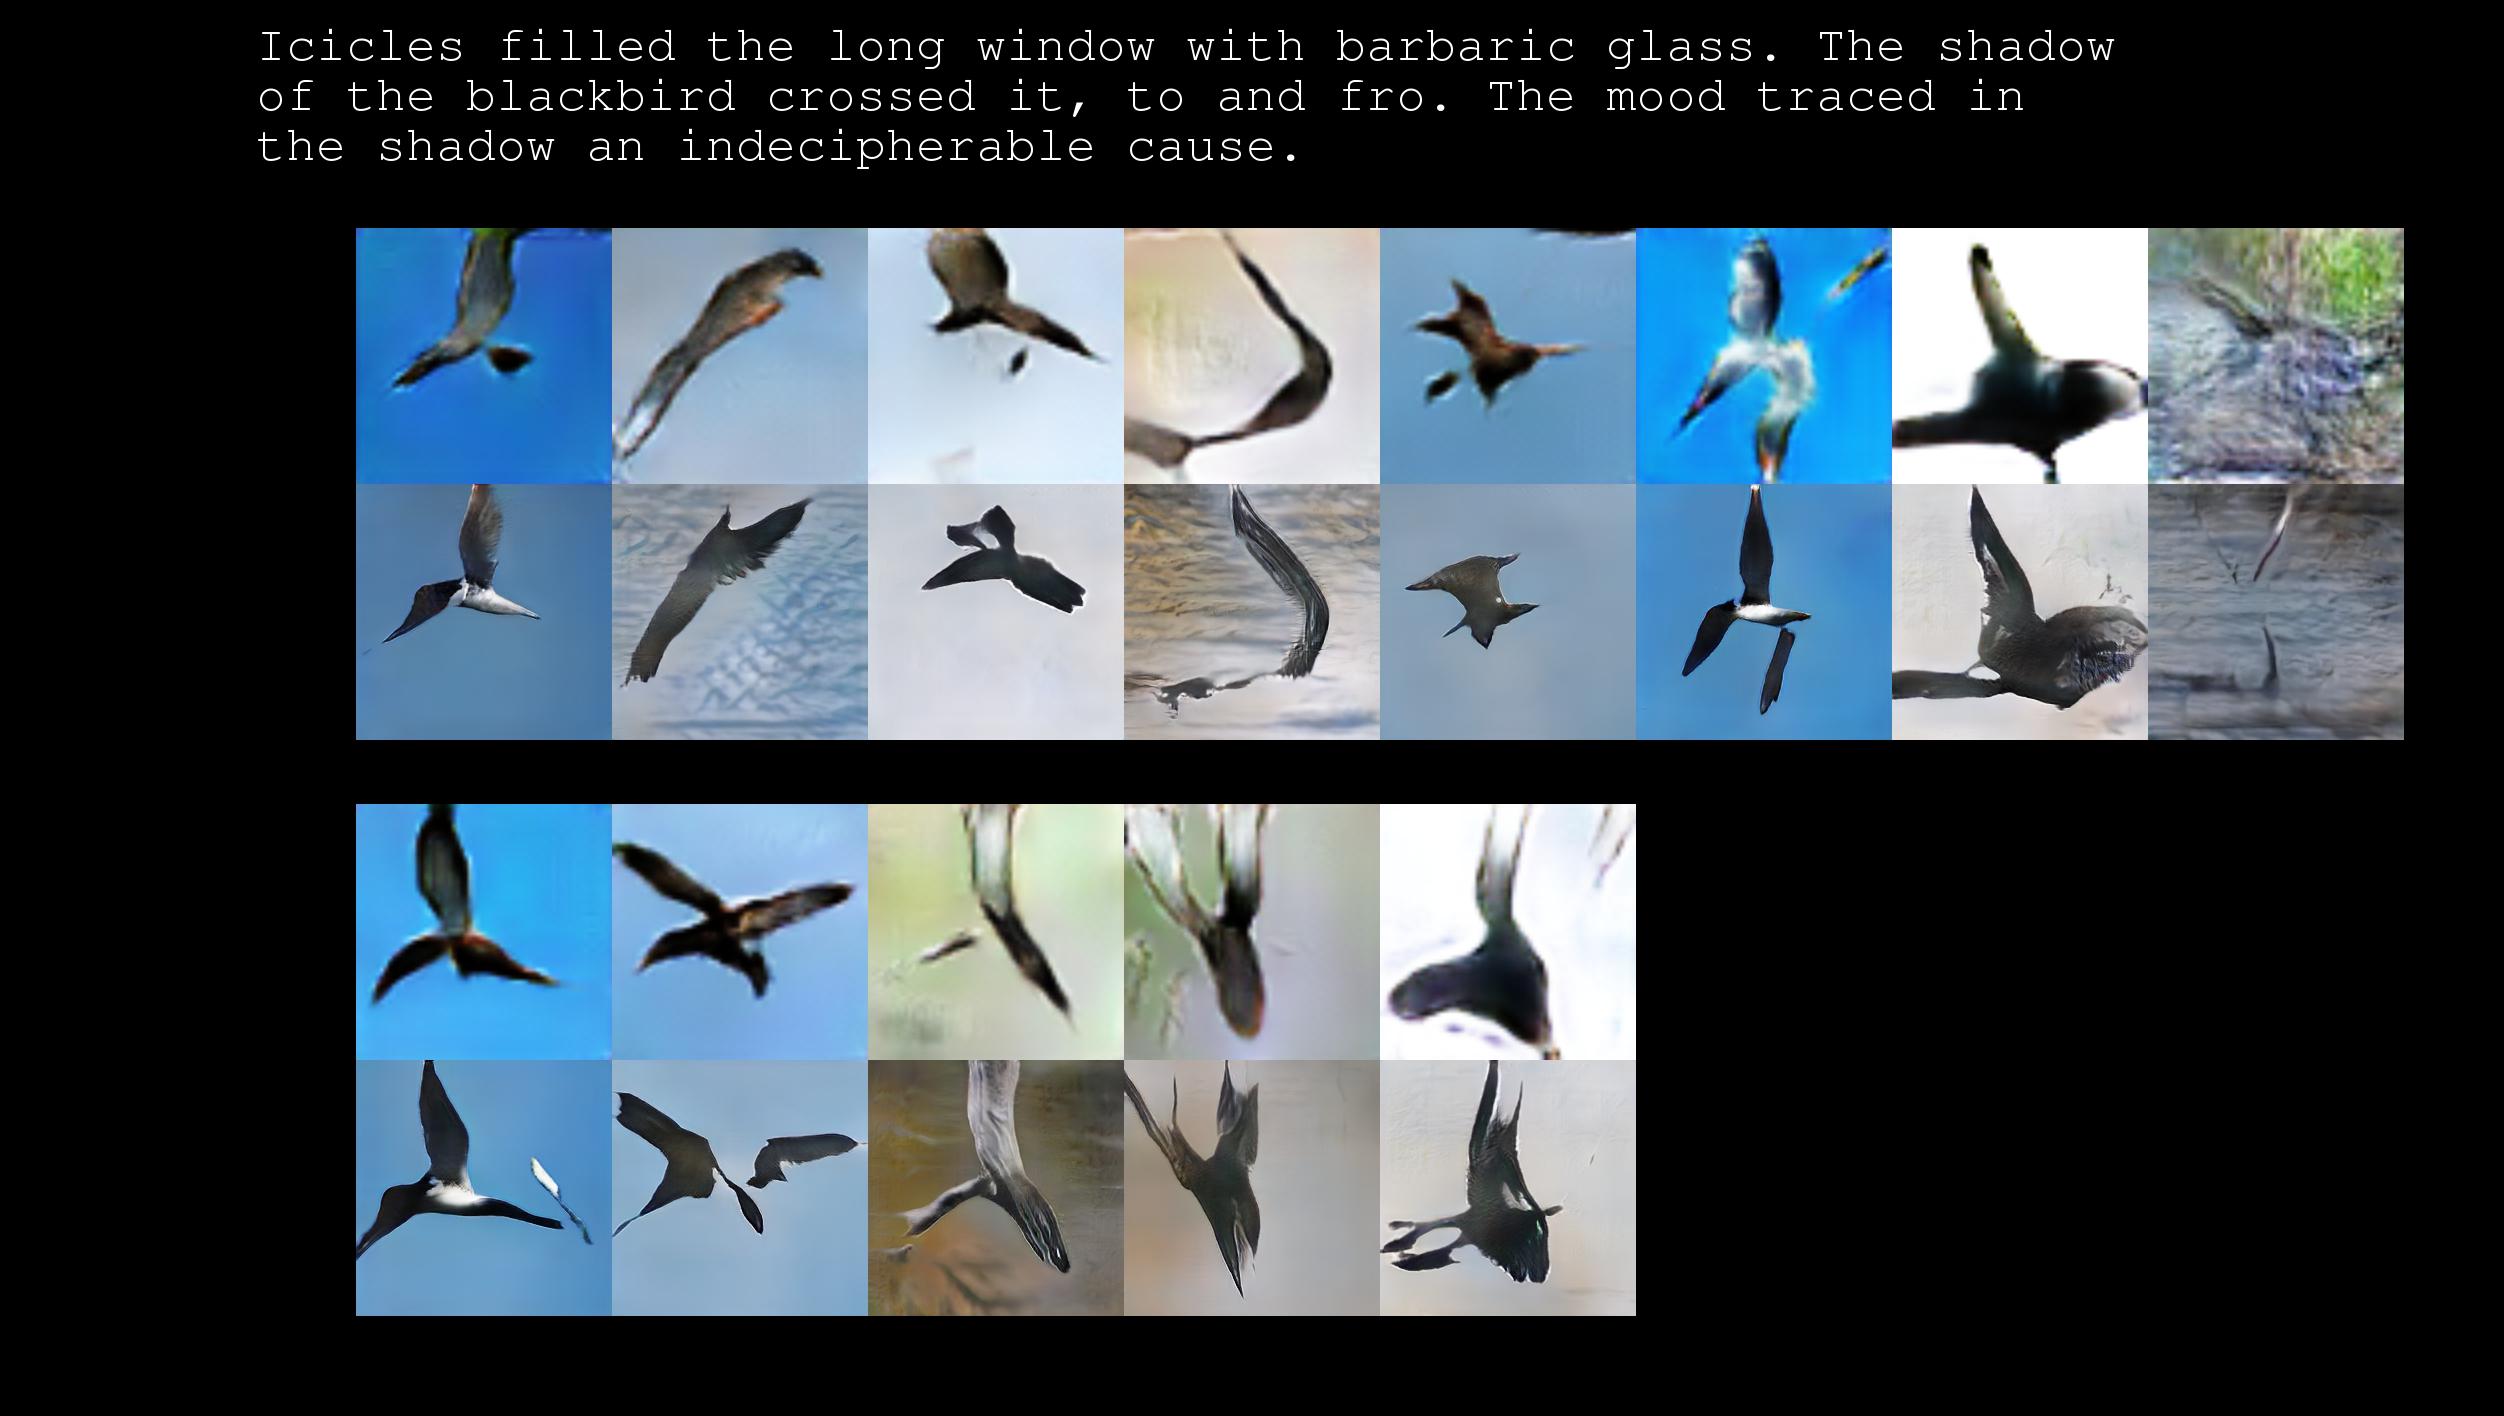 Icicles filled the long window with barbaric glass. The shadow
of the blackbird crossed it, to and fro. The mood traced in
the shadow an indecipherable cause.